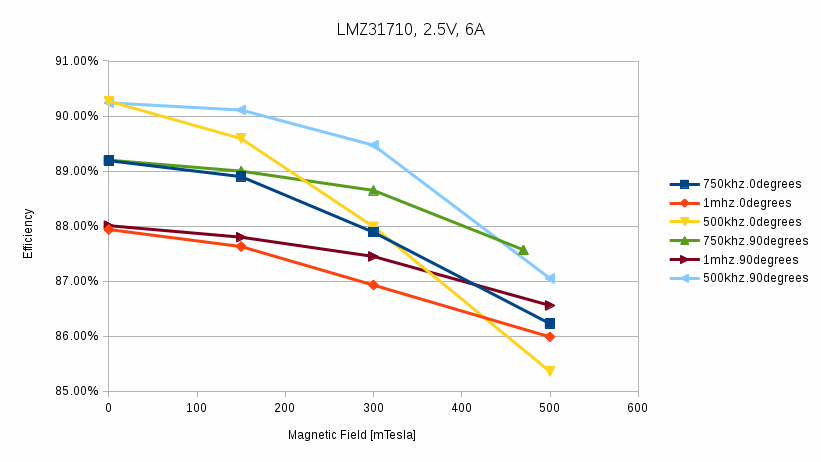 LMZ31710, 2.5V, 6A
91.00%
90.00%
89.00%
88.00%
87.00%
86.00%
85.00%
Efficiency
0 100 200 300 400 500 600
Magnetic Field [mTesla]
750khz.0degrees
1mhz.0degrees
500khz.0degrees
750khz.90degrees
1mhz.90degrees
500khz.90degrees